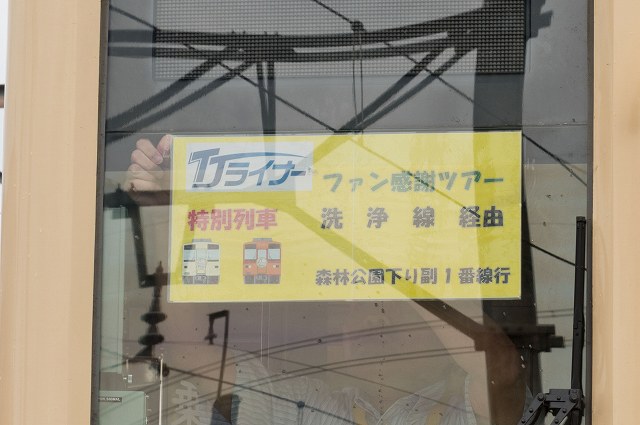 TJライナー
ファン感謝ツアー
特別列車 洗浄線 経由
森林公園下り副1番線行